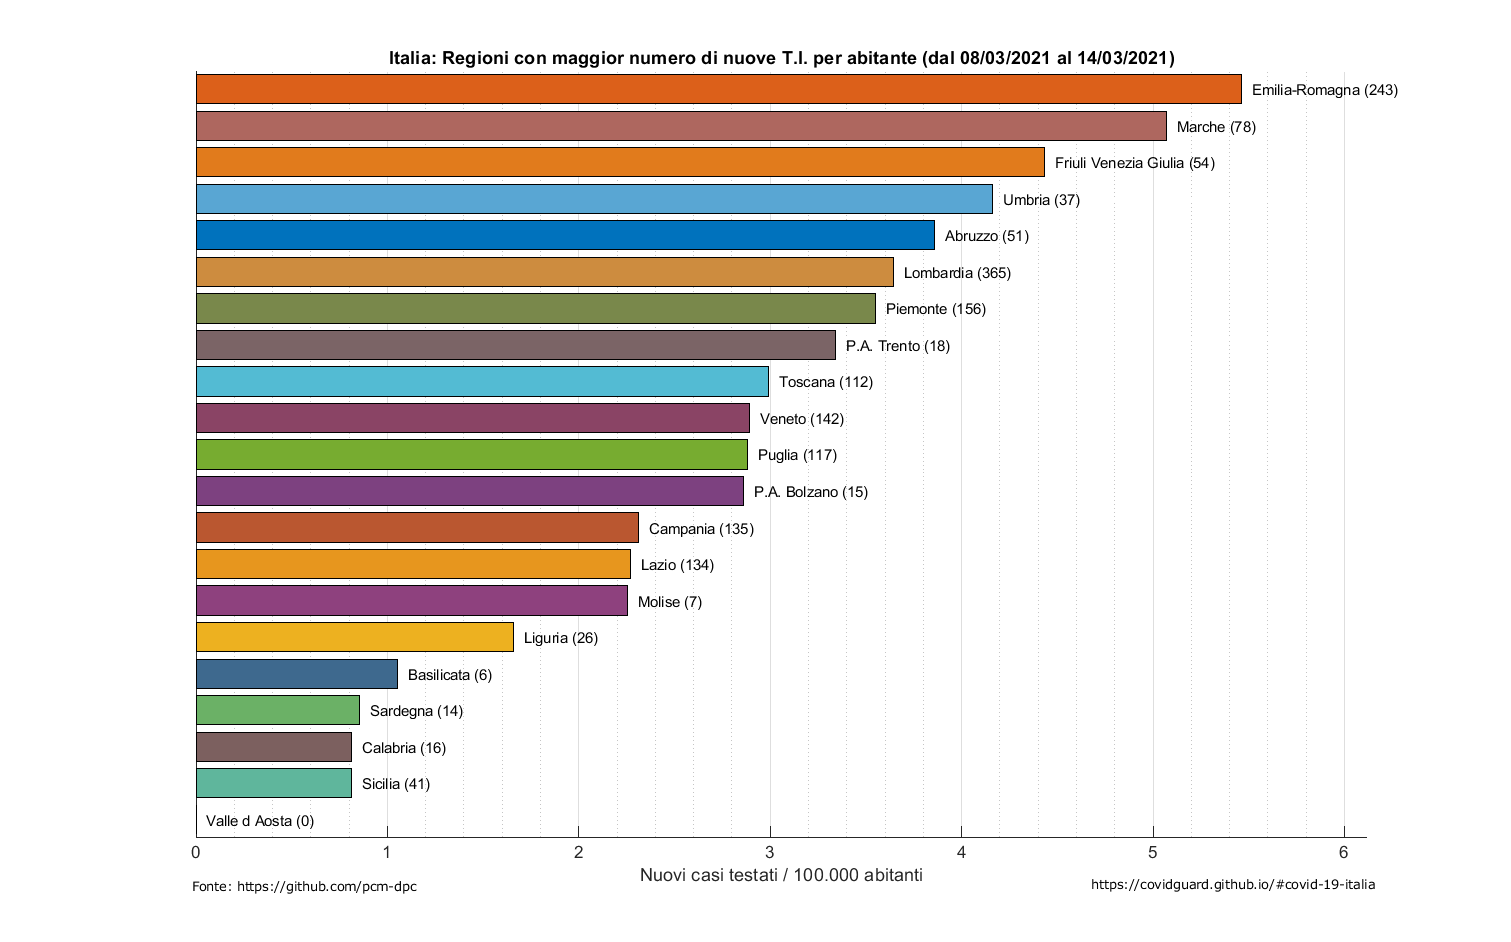 Italia: Regioni con maggior numero di nuove T.I. per abitante (dal 08/03/2021 al 14/03/2021)
Emilia-Romagna (243)
Marche (78)
Friuli Venezia Giulia (54)
Umbria (37)
Abruzzo (51)
Lombardia (365)
Piemonte (156)
P.A. Trento (18)
Toscana (112)
Veneto (142)
Puglia (117)
P.A. Bolzano (15)
Campania (135)
Lazio (134)
Molise (7)
Liguria (26)
Basilicata (6)
Sardegna (14)
Calabria (16)
Sicilia (41)
Valle d Aosta (0)
0 1 2 3 4 5 6
Nuovi casi testati / 100.000 abitanti
Fonte: https://github.com/pcm-dpc
https://covidguard.github.io/#covid-19-italia